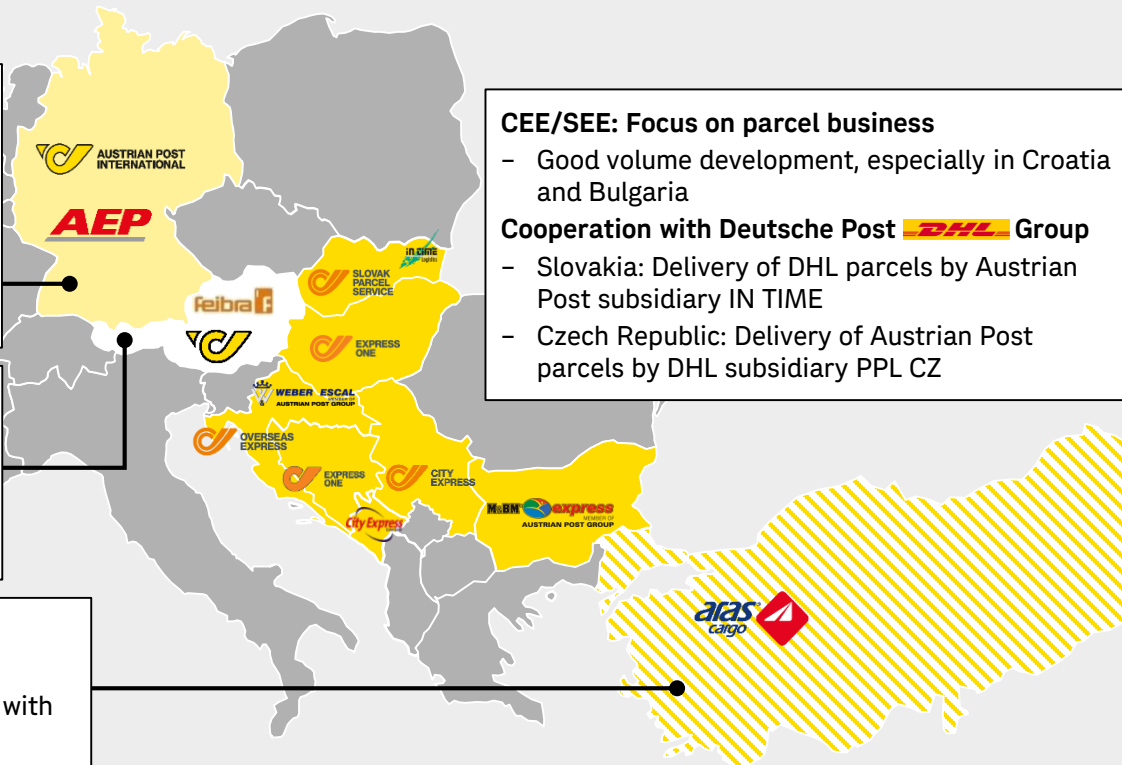 CEE/SEE: Focus on parcel business
– Good volume development, especially in Croatia
and Bulgaria
Cooperation with Deutsche Post DHL Group
– Slovakia: Delivery of DHL parcels by Austrian
Post subsidiary IN TIME
– Czech Republic: Delivery of Austrian Post
parcels by DHL subsidiary PPL CZ
AUSTRIAN POST
INTERNATIONAL
AEP
feibra
IN TIME
SLOVAK
PARCEL
SERVICE
EXPRESS
ONE
WEBER ESCAL
MEMBER OF
AUSTRIAN POST GROUP
OVERSEAS
EXPRESS
EXPRESS
ONE
CITY
EXPRESS
City Express
M&BM express
MEMBER OF
AUSTRIAN POST GROUP
aras
cargo
with